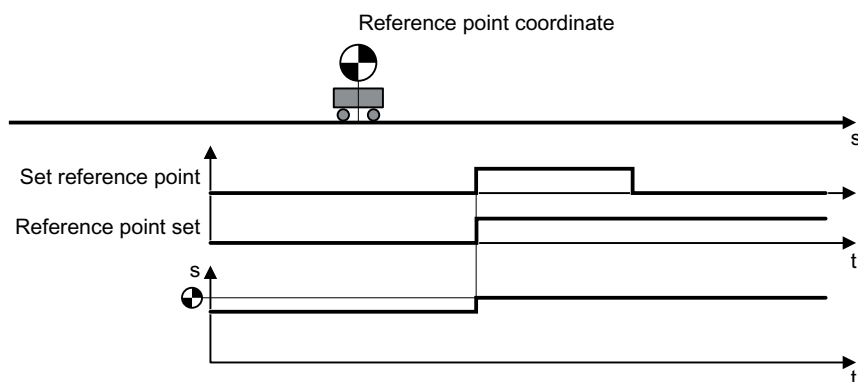 Reference point coordinate
s
Set reference point
Reference point set
t
s
t